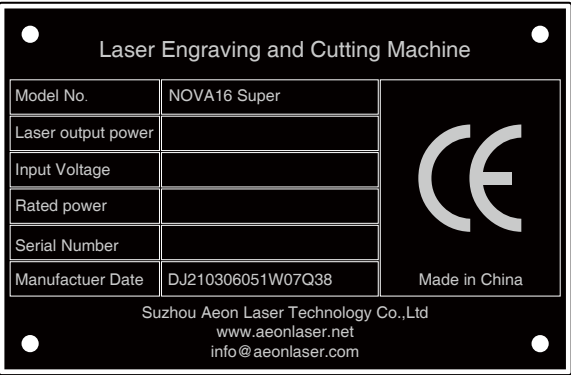 Laser Engraving and Cutting Machine
Model No. NOVA16 Super
Laser output power
Input Voltage
Rated power
Serial Number
Manufactuer Date DJ210306051W07Q38
CE
Made in China
Suzhou Aeon Laser Technology Co.,Ltd
www.aeonlaser.net
info@aeonlaser.com